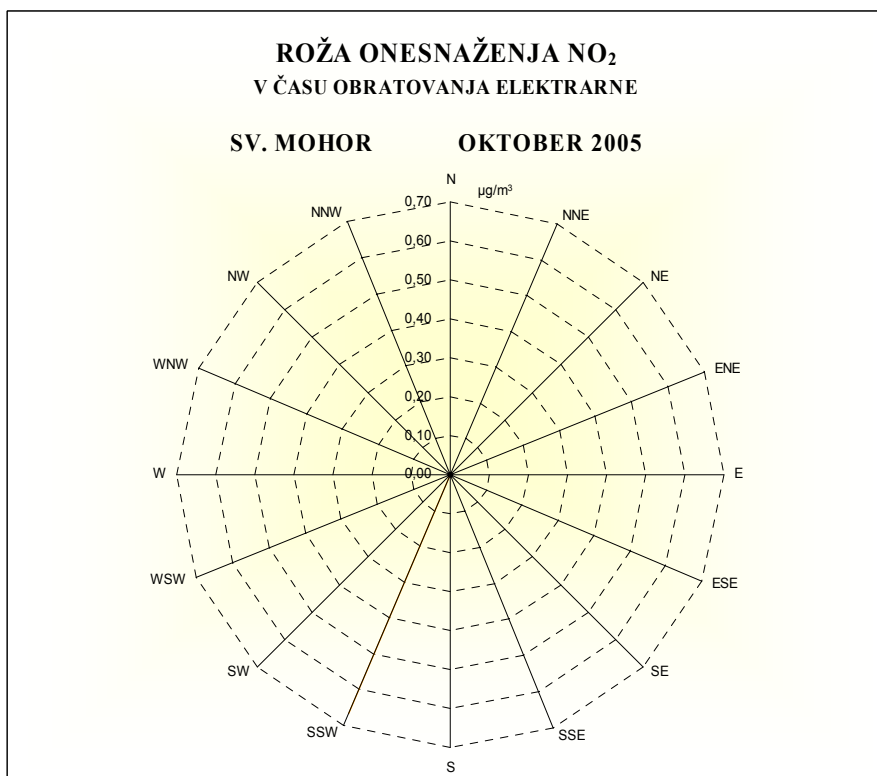 ROŽA ONESNAŽENJA NO₂
V ČASU OBRATOVANJA ELEKTRARNE
SV. MOHOR OKTOBER 2005
N
µg/m³
NNW
0,70
NNE
0,60
NW
0,50
NE
0,40
WNW
0,30
ENE
0,20
0,10
W
0,00
E
WSW
ESE
SW
SE
SSW
SSE
S